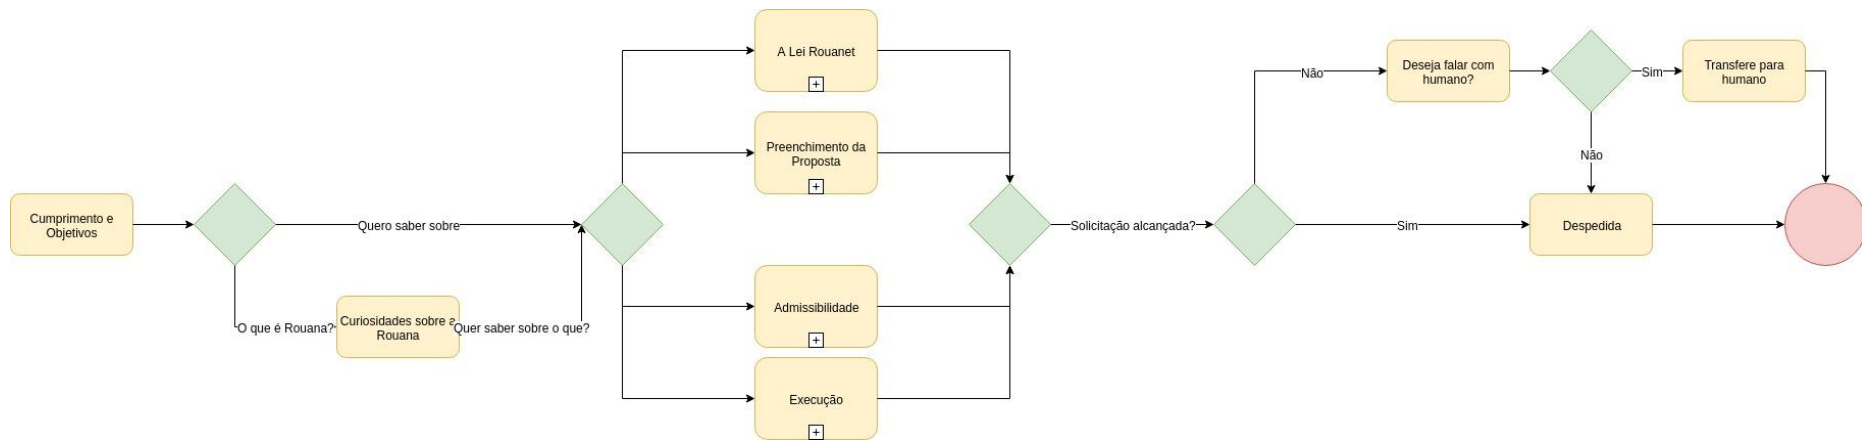 Cumprimento e
Objetivos
Quero saber sobre
O que é Rouana?
Curiosidades sobre a
Rouana
Quer saber sobre o que?
A Lei Rouanet
+
Preenchimento da
Proposta
+
Admissibilidade
+
Execução
+
Solicitação alcançada?
Não
Deseja falar com
humano?
Sim
Transfere para
humano
Não
Sim
Despedida